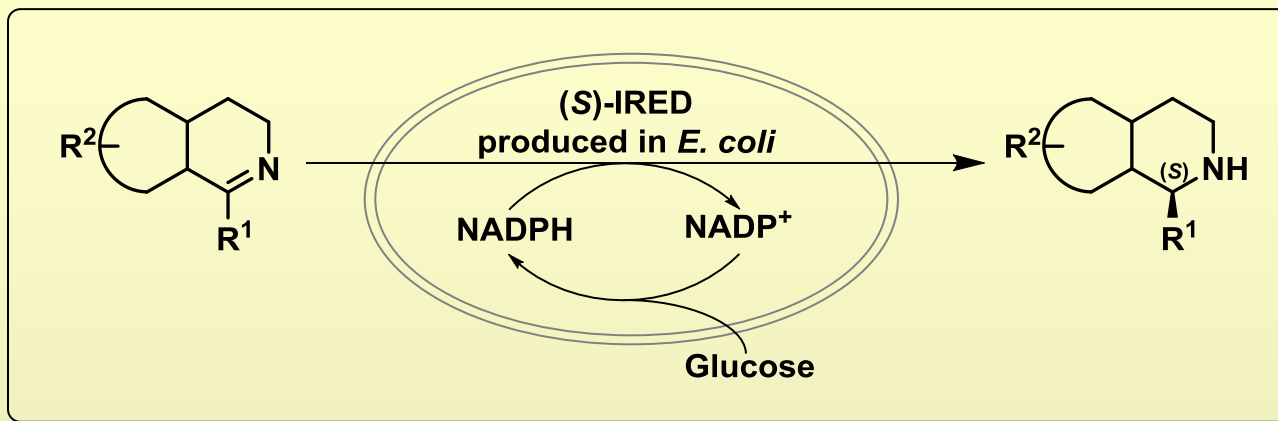 (S)-IRED
produced in E. coli
R²
N
R¹
NADPH
NADP⁺
Glucose
R²
(S)
NH
R¹